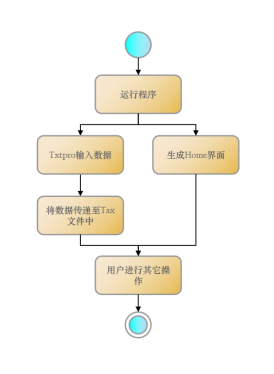 运行程序
Txtpro输入数据
生成Home界面
将数据传递至Tax
文件中
用户进行其它操
作